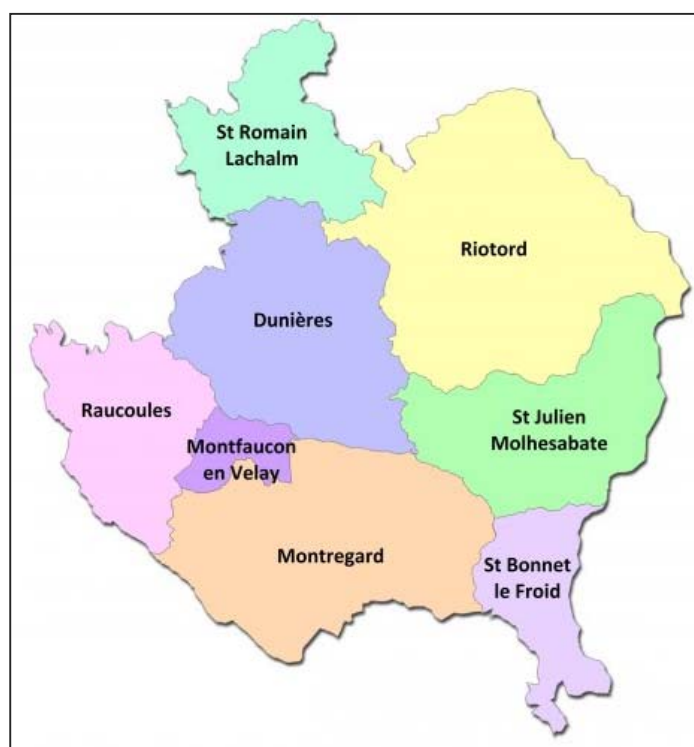 St Romain
Lachalm
Riotord
Dunières
Raucoules
St Julien
Molhesabate
Montfaucon
en Velay
Montregard
St Bonnet
le Froid